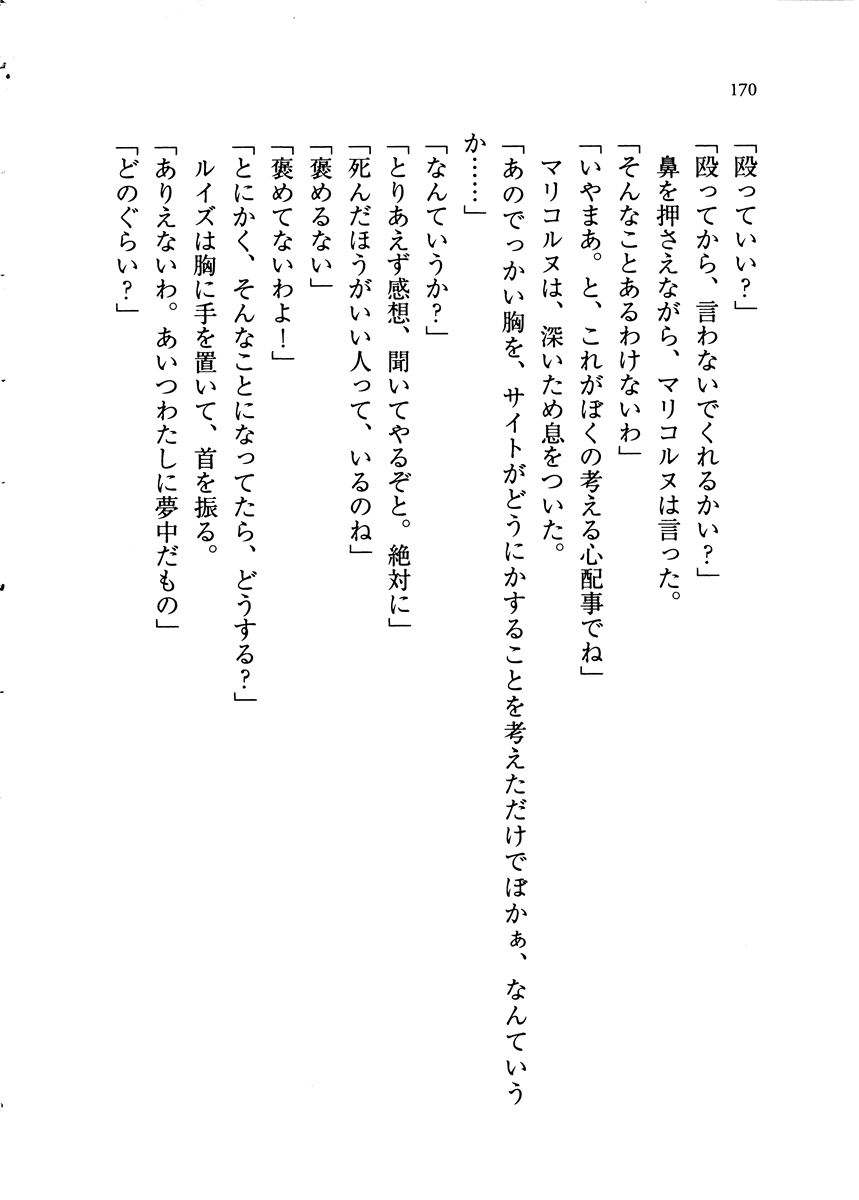 170
「殴っていい？」
「殴ってから、言わないでくれるかい？」
鼻を押さえながら、マリコルヌは言った。
「そんなことあるわけないわ」
「いやまあ。と、これがぼくの考える心配事でね」
マリコルヌは、深いため息をついた。
「あのでっかい胸を、サイトがどうにかすることを考えただけでぼかぁ、なんていう
か……」
「なんていうか？」
「とりあえず感想、聞いてやるぞと。絶対に」
「死んだほうがいい人って、いるのね」
「褒めるない」
「褒めてないわよ！」
「とにかく、そんなことになってたら、どうする？」
ルイズは胸に手を置いて、首を振る。
「ありえないわ。あいつわたしに夢中だもの」
「どのぐらい？」